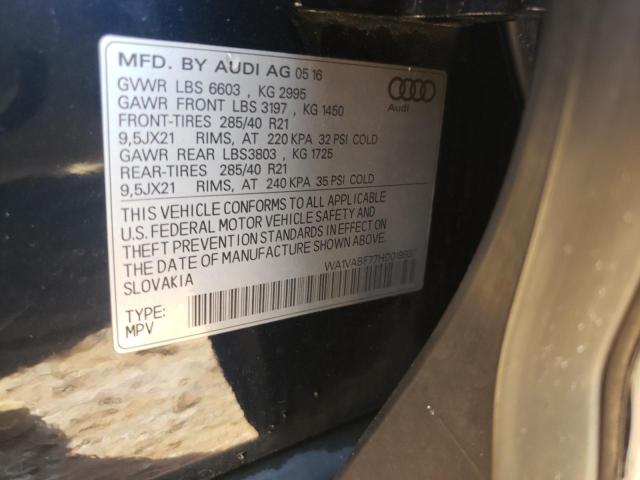 MFD. BY AUDI AG 05 16
GVWR LBS 6603 , KG 2995
GAWR FRONT LBS 3197 , KG 1450
FRONT-TIRES 285/40 R21
9,5JX21 RIMS, AT 220 KPA 32 PSI COLD
GAWR REAR LBS3803 , KG 1725
REAR-TIRES 285/40 R21
9,5JX21 RIMS, AT 240 KPA 35 PSI COLD
THIS VEHICLE CONFORMS TO ALL APPLICABLE
U.S. FEDERAL MOTOR VEHICLE SAFETY AND
THEFT PREVENTION STANDARDS IN EFFECT ON
THE DATE OF MANUFACTURE SHOWN ABOVE.
SLOVAKIA
TYPE:
MPV
Audi